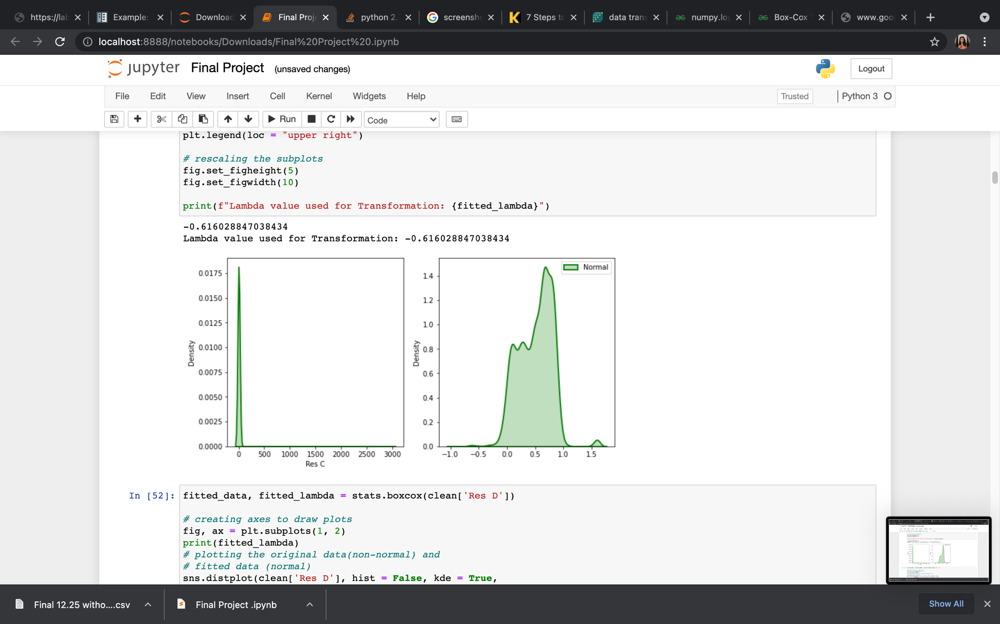 https://lab
Example:
Download
Final Proje
python 2.
screensho
7 Steps to
data trans
numpy.log
Box-Cox T
www.goo
localhost:8888/notebooks/Downloads/Final%20Project%20.ipynb
jupyter Final Project (unsaved changes)
Logout
File Edit View Insert Cell Kernel Widgets Help
Trusted
Python 3
Run
Code
plt.legend(loc = "upper right")
# rescaling the subplots
fig.set_figheight(5)
fig.set_figwidth(10)
print(f"Lambda value used for Transformation: {fitted_lambda}")
-0.616028847038434
Lambda value used for Transformation: -0.616028847038434
0.0175
0.0150
0.0125
0.0100
0.0075
0.0050
0.0025
0.0000
Density
0 500 1000 1500 2000 2500 3000
Res C
Normal
1.4
1.2
1.0
0.8
0.6
0.4
0.2
0.0
Density
−1.0 −0.5 0.0 0.5 1.0 1.5
In [52]:
fitted_data, fitted_lambda = stats.boxcox(clean['Res D'])
# creating axes to draw plots
fig, ax = plt.subplots(1, 2)
print(fitted_lambda)
# plotting the original data(non-normal) and
# fitted data (normal)
sns.distplot(clean['Res D'], hist = False, kde = True,
Final 12.25 witho....csv
Final Project .ipynb
Show All